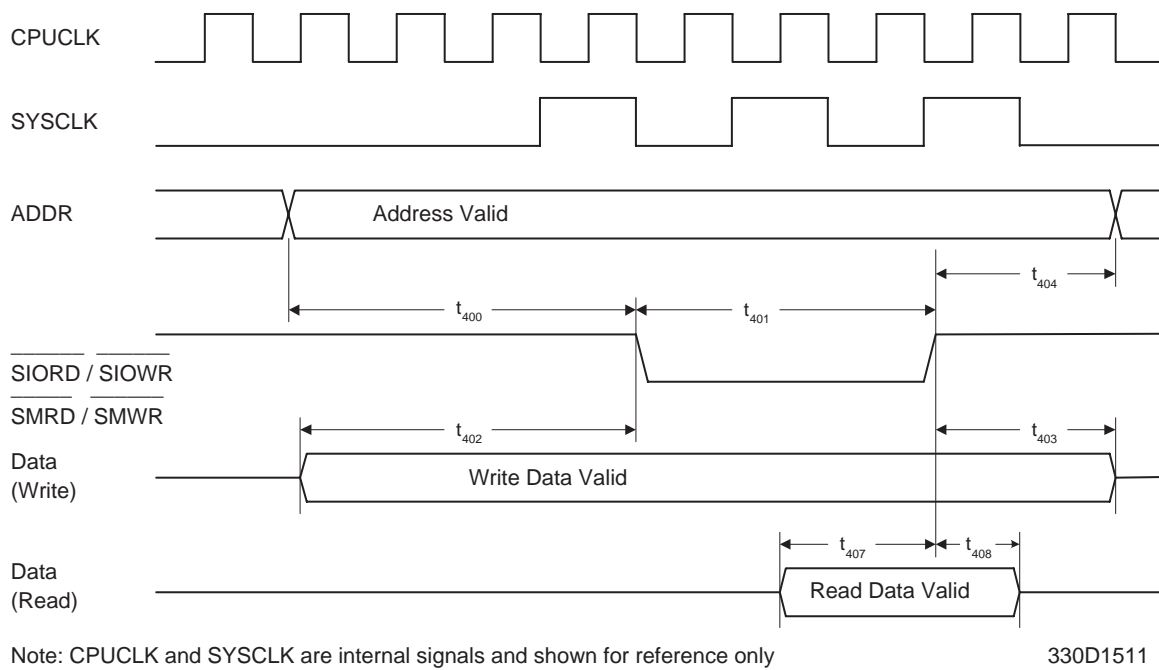 CPUCLK
SYSCLK
ADDR
Address Valid
t404
t400
t401
SIORD / SIOWR
SMRD / SMWR
t402
t403
Data
(Write)
Write Data Valid
t407
t408
Data
(Read)
Read Data Valid
Note: CPUCLK and SYSCLK are internal signals and shown for reference only
330D1511